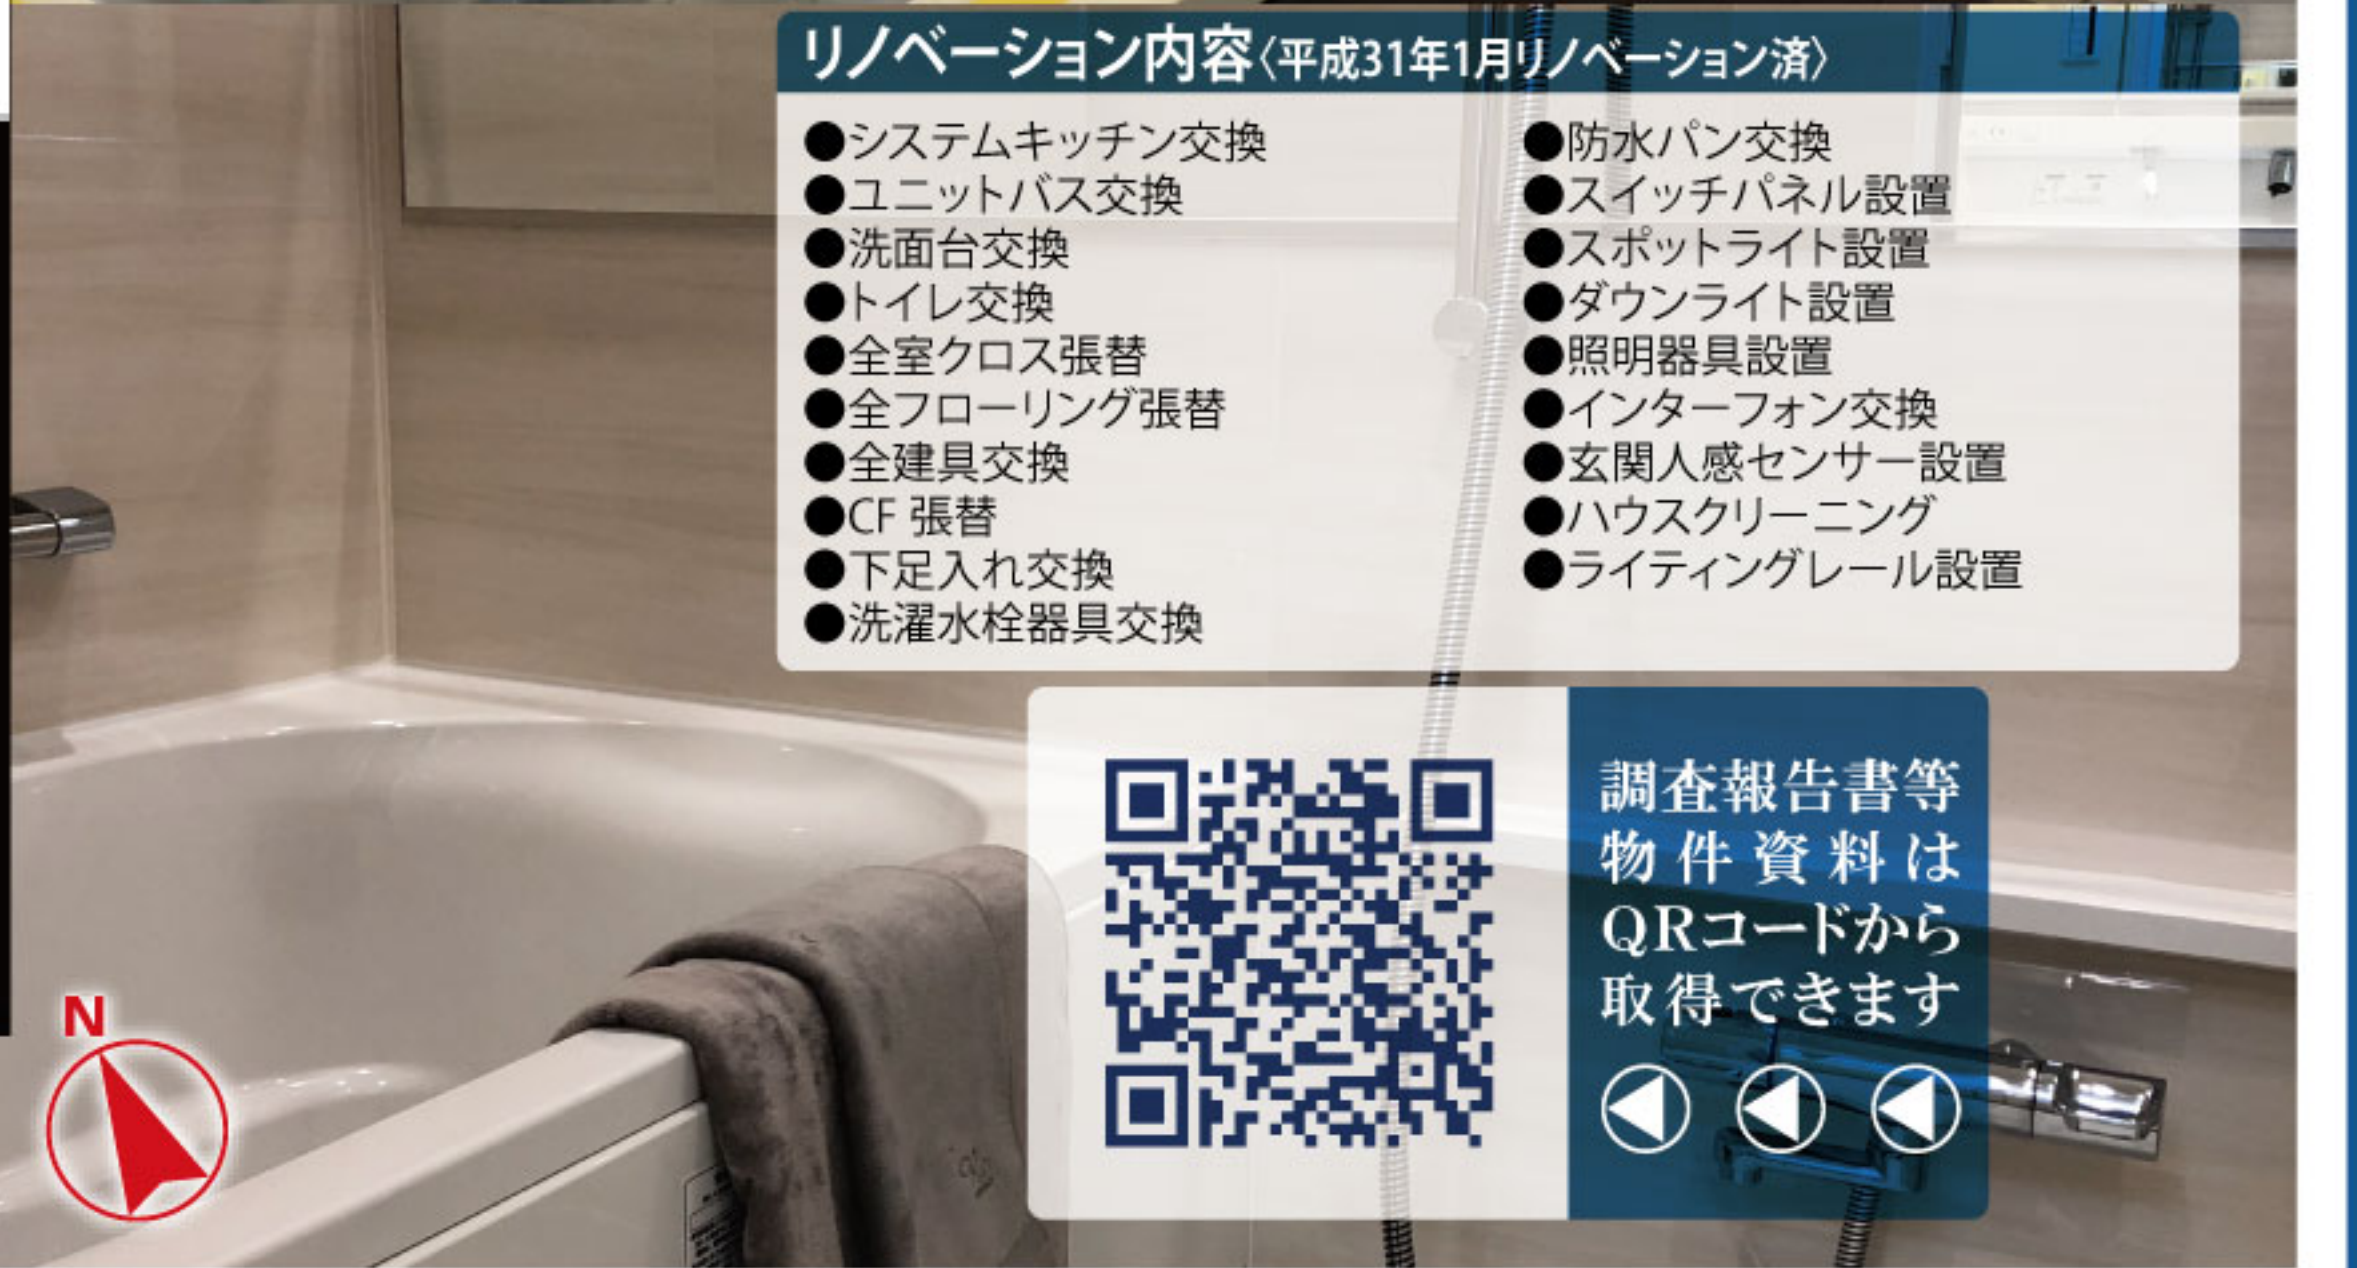 リノベーション内容〈平成31年1月リノベーション済〉
●システムキッチン交換
●ユニットバス交換
●洗面台交換
●トイレ交換
●全室クロス張替
●全フローリング張替
●全建具交換
●CF 張替
●下足入れ交換
●洗濯水栓器具交換
●防水パン交換
●スイッチパネル設置
●スポットライト設置
●ダウンライト設置
●照明器具設置
●インターフォン交換
●玄関人感センサー設置
●ハウスクリーニング
●ライティングレール設置
調査報告書等
物件資料は
QRコードから
取得できます
N